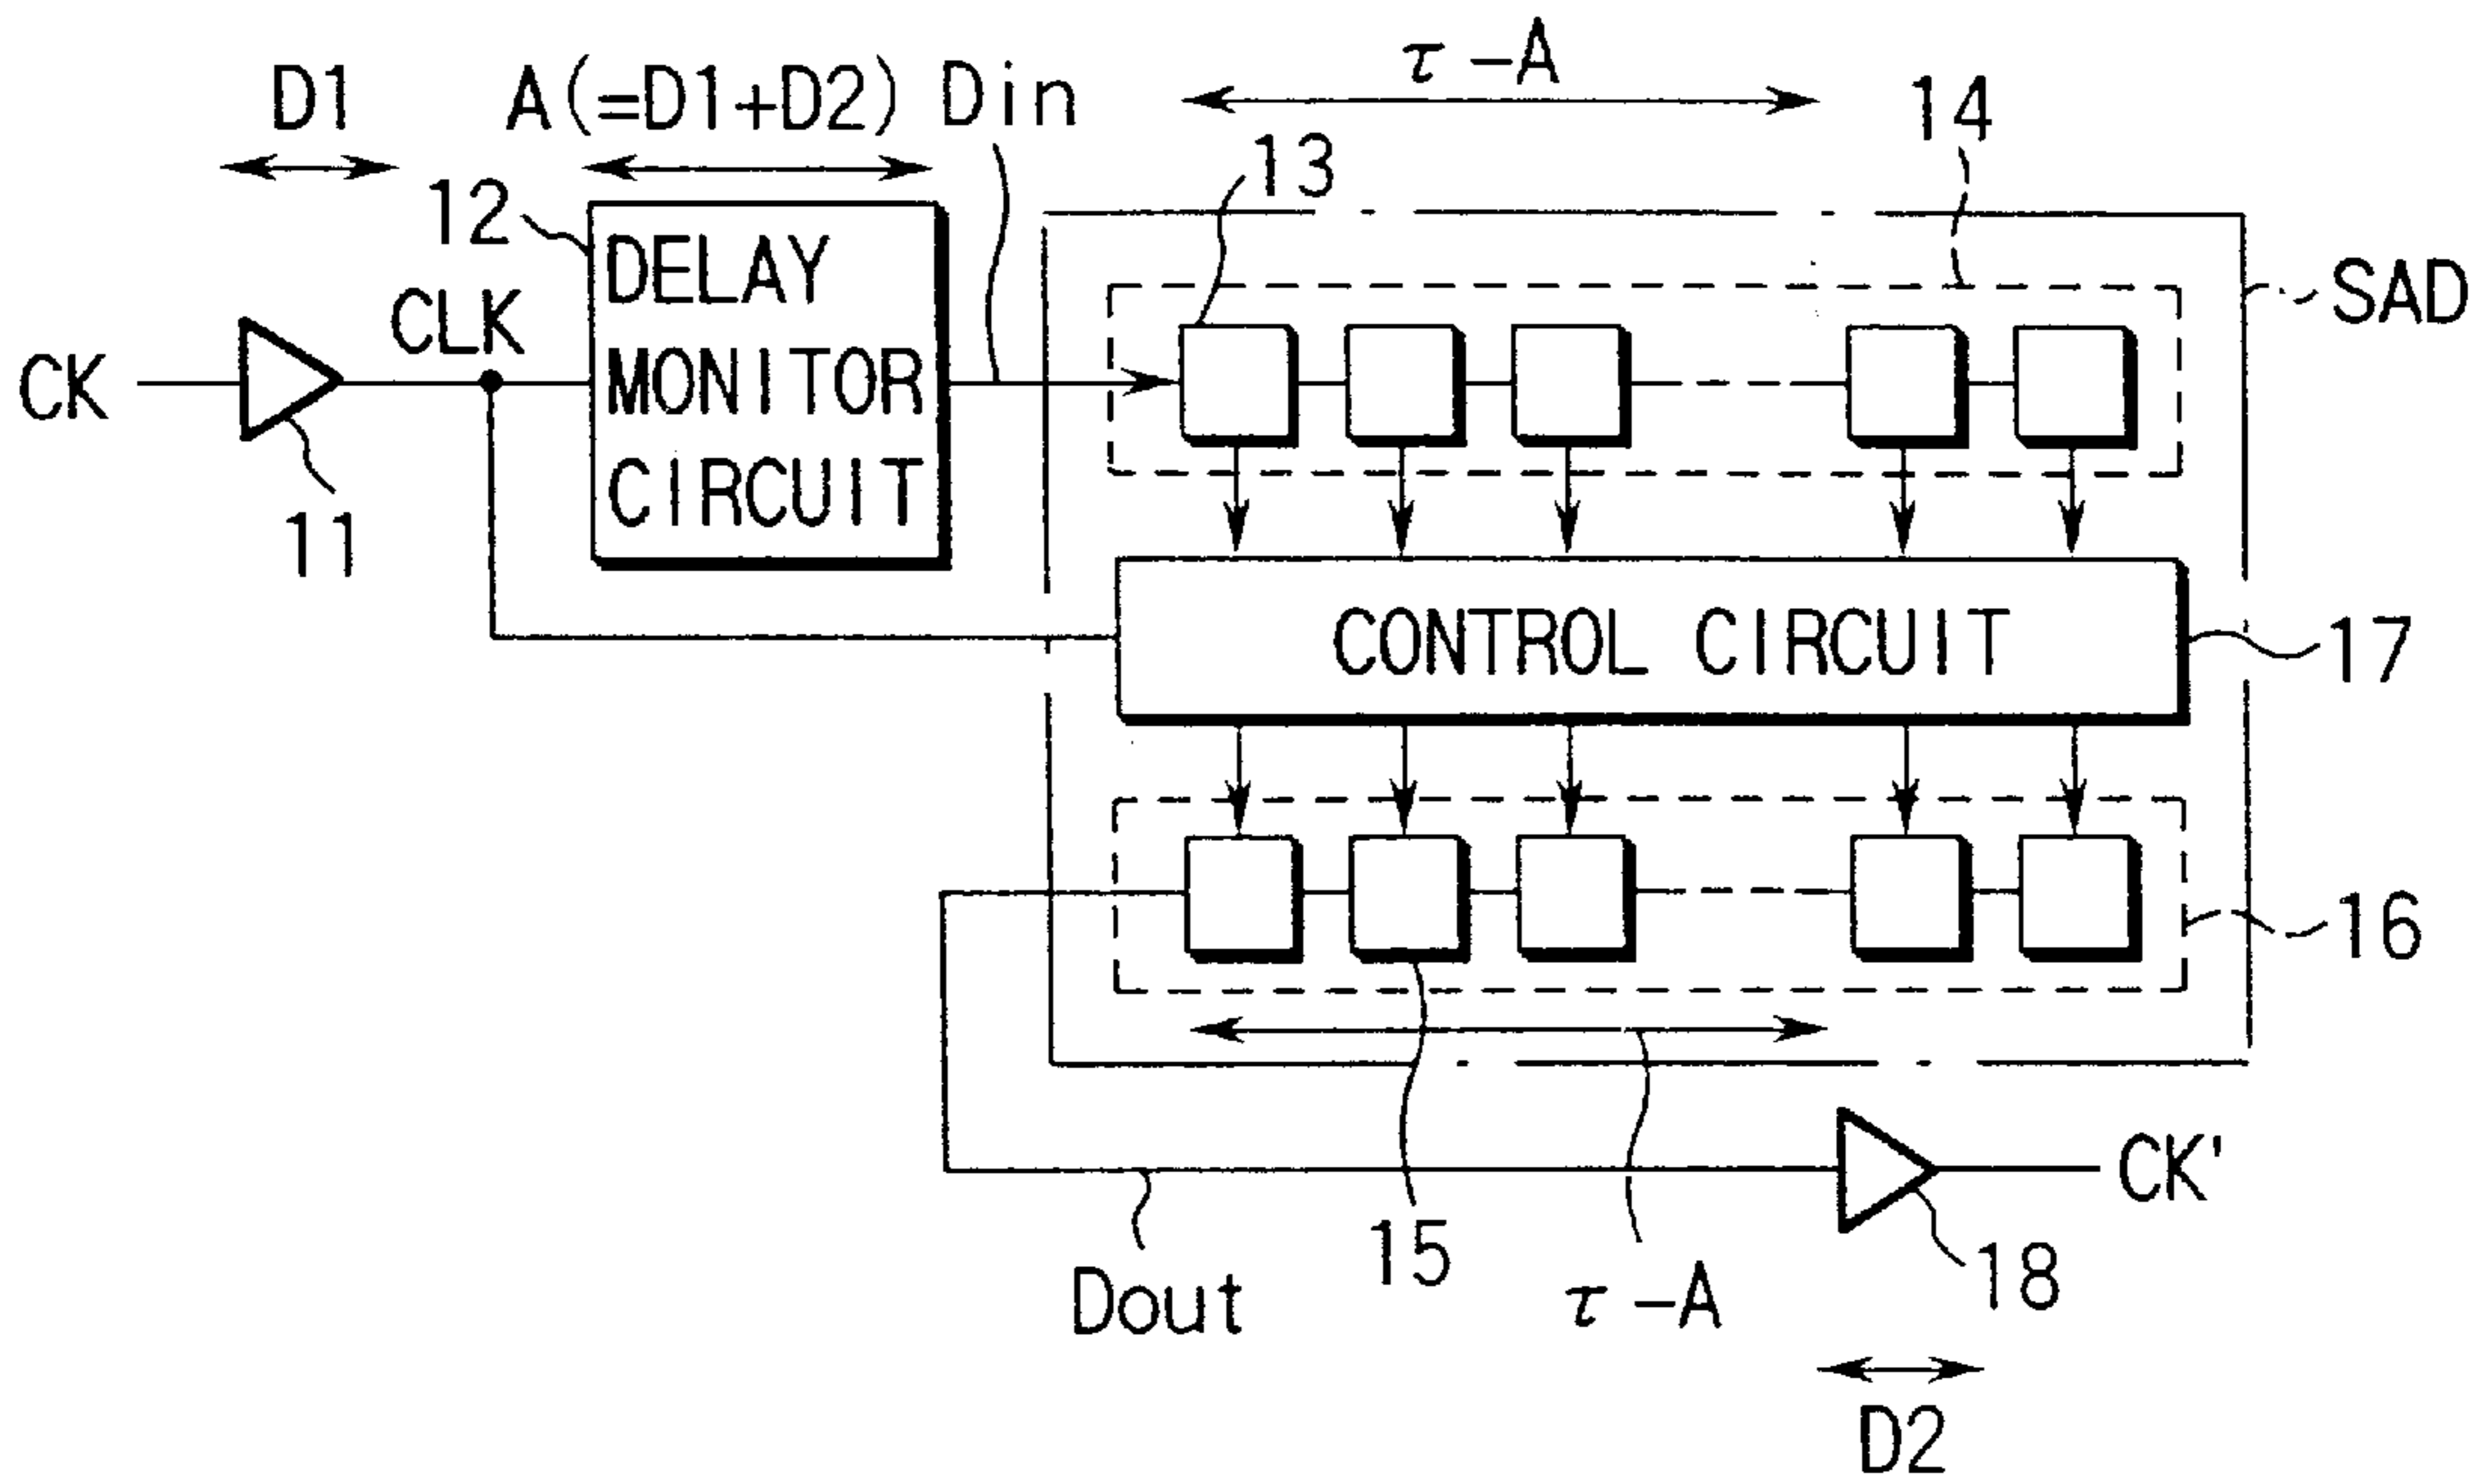 D1
A(=D1+D2)
Din
τ-A
14
13
12
DELAY
MONITOR
CIRCUIT
SAD
CLK
CK
11
CONTROL CIRCUIT
17
16
CK'
15
18
Dout
τ-A
D2